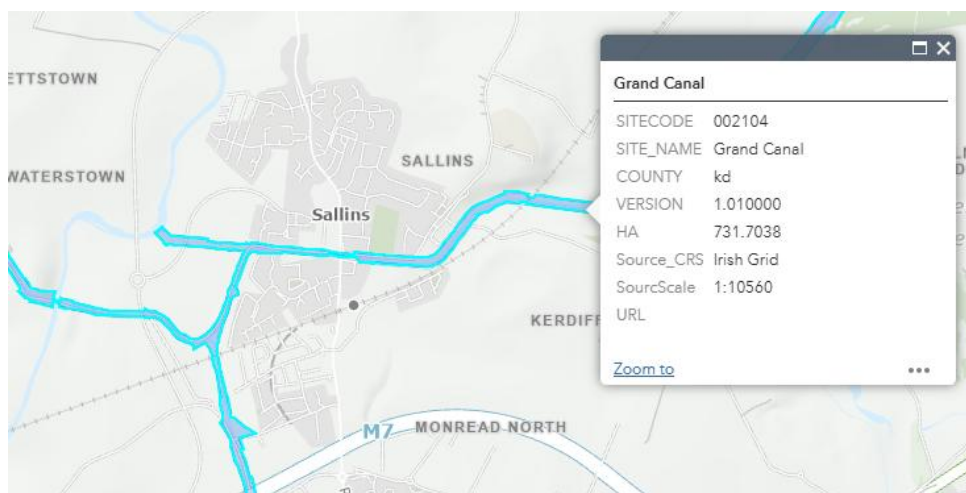 ETTSTOWN
WATERSTOWN
SALLINS
Sallins
KERDIFF
M7
MONREAD NORTH
Grand Canal
SITECODE 002104
SITE_NAME Grand Canal
COUNTY kd
VERSION 1.010000
HA 731.7038
Source_CRS Irish Grid
SourcScale 1:10560
URL
Zoom to